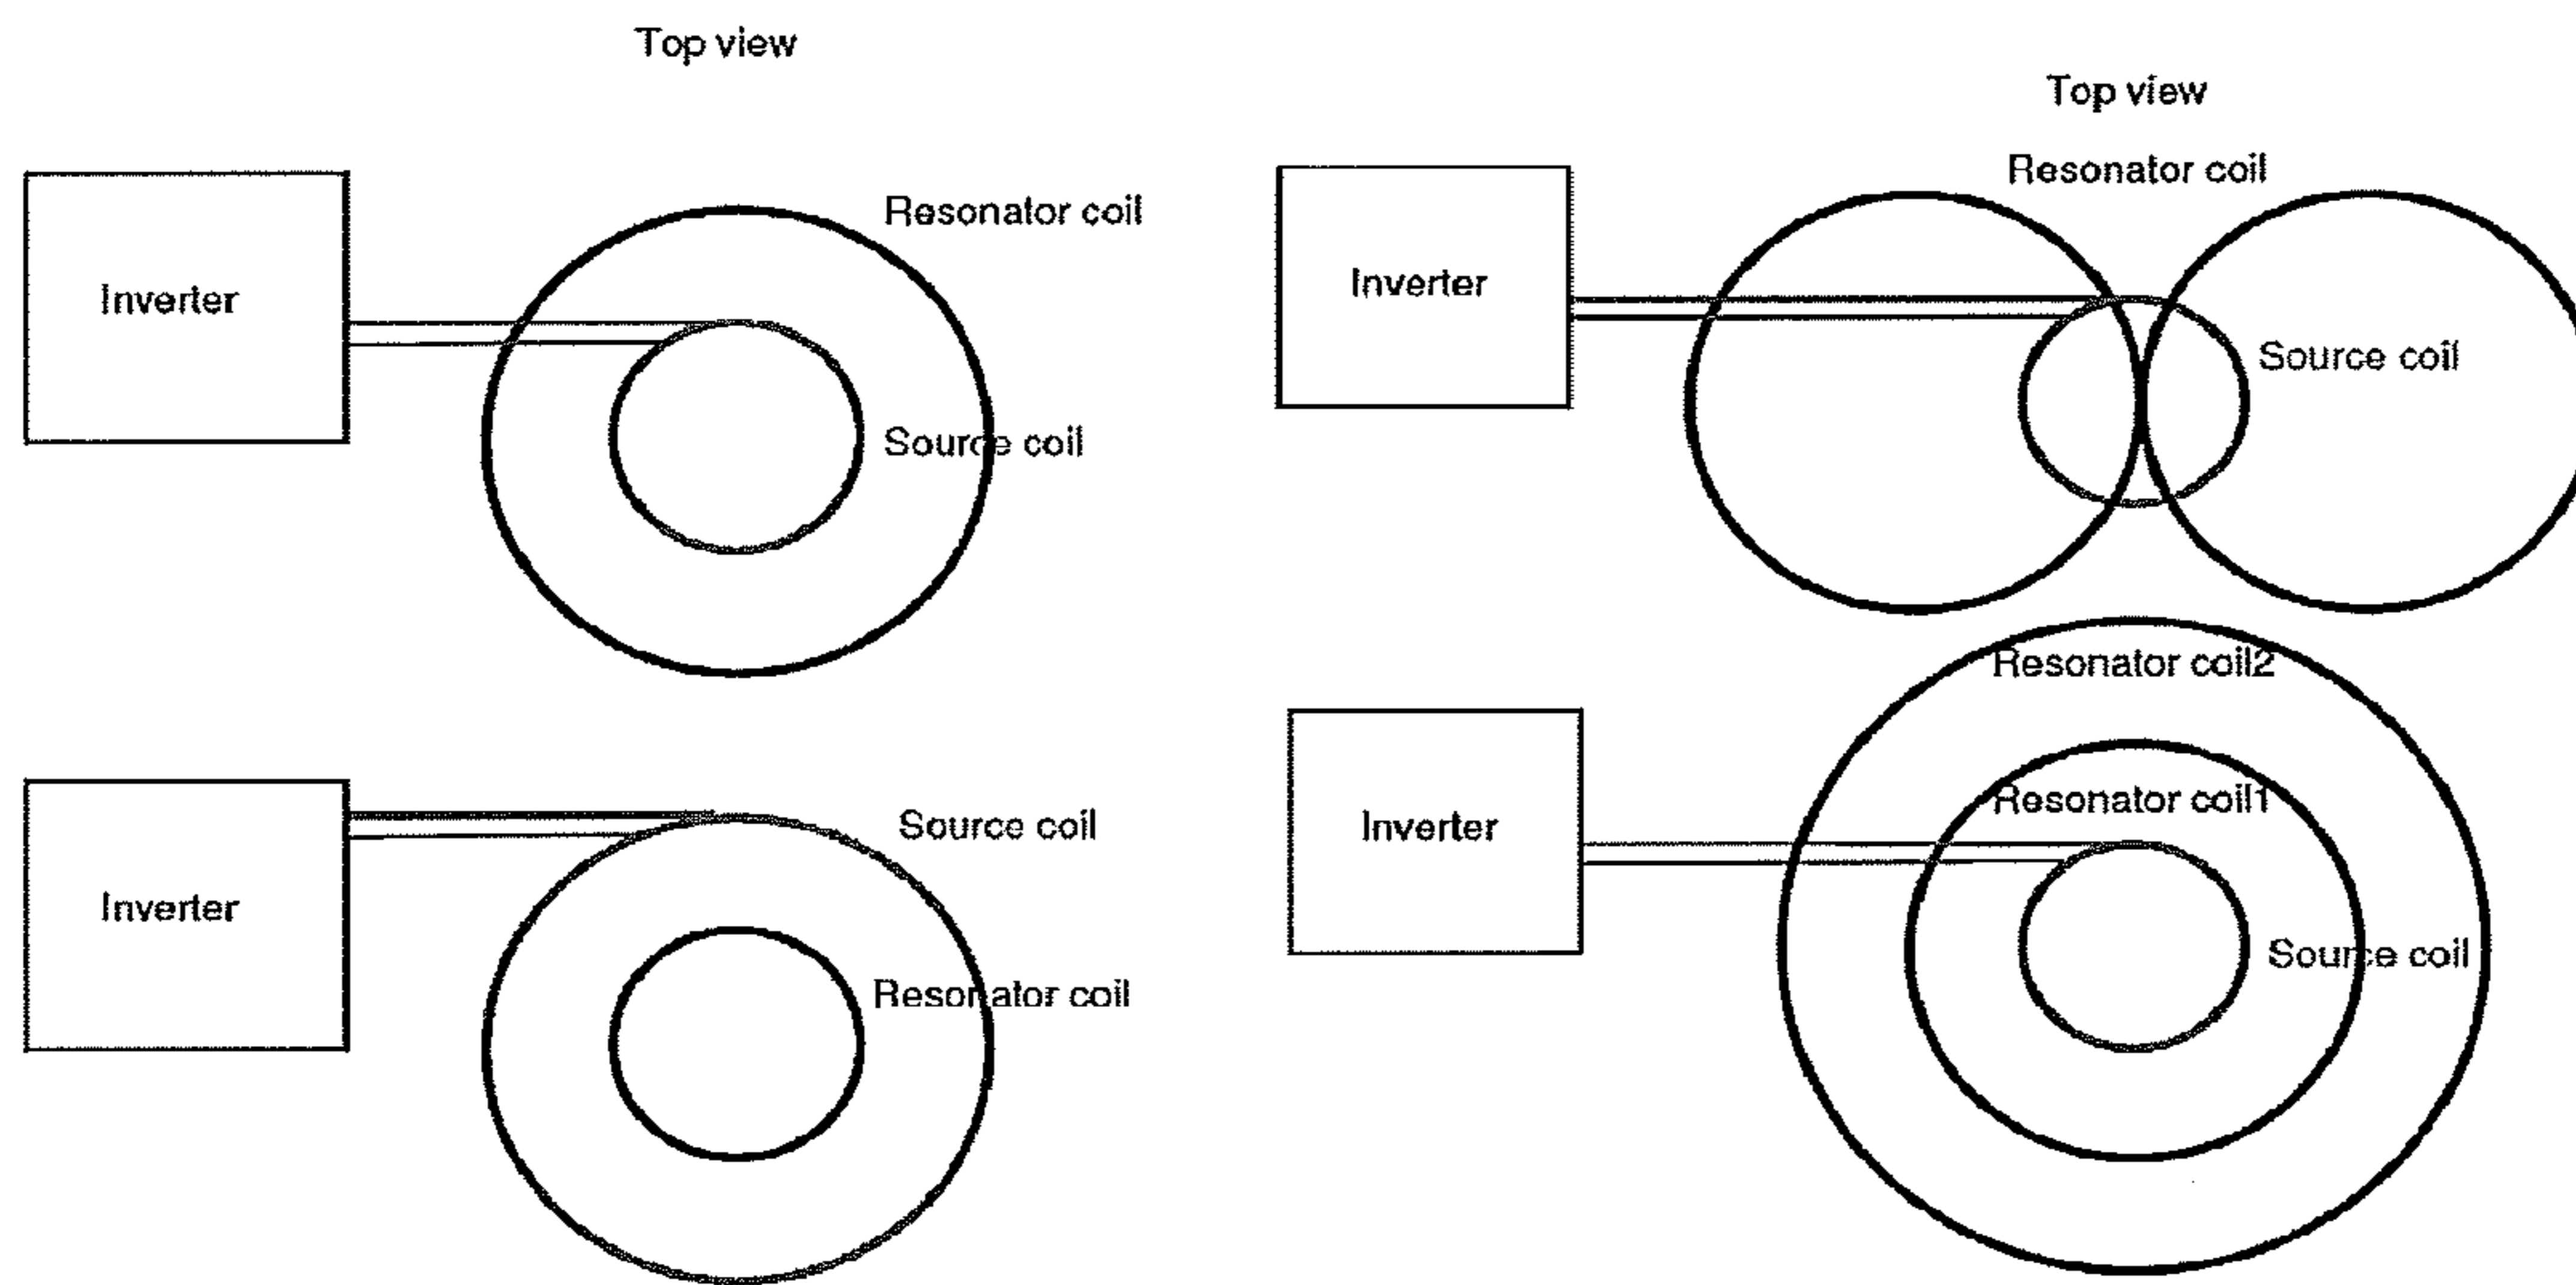 Top view
Resonator coil
Inverter
Source coil
Source coil
Inverter
Resonator coil
Top view
Resonator coil
Inverter
Source coil
Resonator coil2
Resonator coil1
Inverter
Source coil